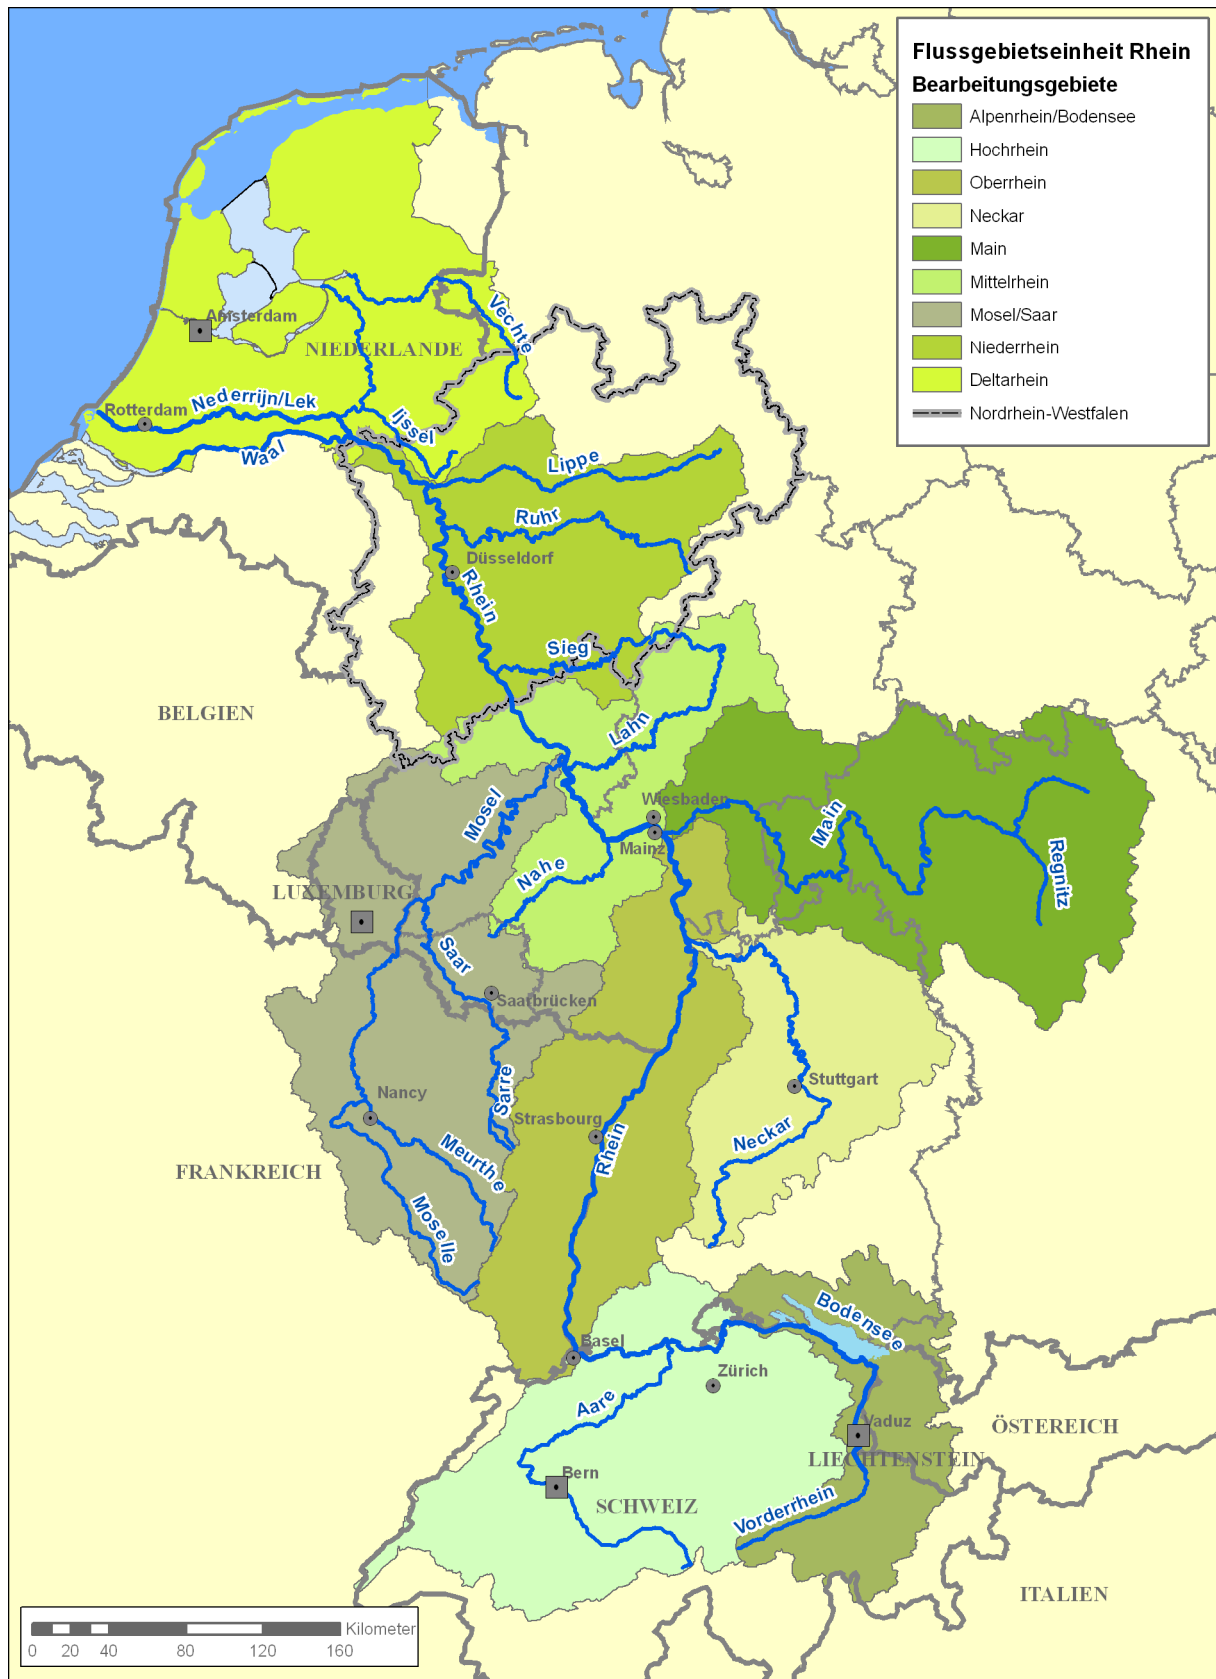 Flussgebietseinheit Rhein
Bearbeitungsgebiete
Alpenrhein/Bodensee
Hochrhein
Oberrhein
Neckar
Main
Mittelrhein
Mosel/Saar
Niederrhein
Deltarhein
Nordrhein-Westfalen
Amsterdam
NIEDERLANDE
Vechte
Rotterdam
Nederrijn/Lek
Ijssel
Waal
Lippe
Ruhr
Düsseldorf
Rhein
Sieg
BELGIEN
Lahn
Mosel
Wiesbaden
Main
Mainz
Nahe
Regnitz
LUXEMBURG
Saar
Saarbrücken
Sarre
Stuttgart
Nancy
Strasbourg
Neckar
Rhein
Meurthe
FRANKREICH
Moselle
Bodensee
Basel
Zürich
Aare
Vaduz
ÖSTEREICH
LIECHTENSTEIN
Bern
SCHWEIZ
Vorderrhein
ITALIEN
Kilometer
0 20 40 80 120 160